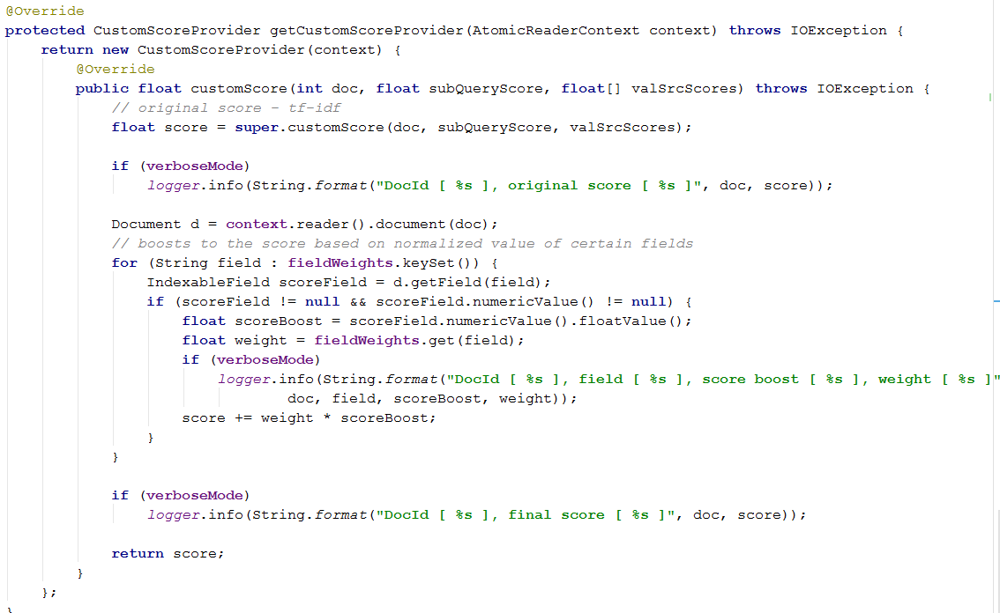 @Override
protected CustomScoreProvider getCustomScoreProvider(AtomicReaderContext context) throws IOException {
    return new CustomScoreProvider(context) {
        @Override
        public float customScore(int doc, float subQueryScore, float[] valSrcScores) throws IOException {
            // original score - tf-idf
            float score = super.customScore(doc, subQueryScore, valSrcScores);

            if (verboseMode)
                logger.info(String.format("DocId [ %s ], original score [ %s ]", doc, score));

            Document d = context.reader().document(doc);
            // boosts to the score based on normalized value of certain fields
            for (String field : fieldWeights.keySet()) {
                IndexableField scoreField = d.getField(field);
                if (scoreField != null && scoreField.numericValue() != null) {
                    float scoreBoost = scoreField.numericValue().floatValue();
                    float weight = fieldWeights.get(field);
                    if (verboseMode)
                        logger.info(String.format("DocId [ %s ], field [ %s ], score boost [ %s ], weight [ %s ]"
                                doc, field, scoreBoost, weight));
                    score += weight * scoreBoost;
                }
            }

            if (verboseMode)
                logger.info(String.format("DocId [ %s ], final score [ %s ]", doc, score));

            return score;
        }
    };
}